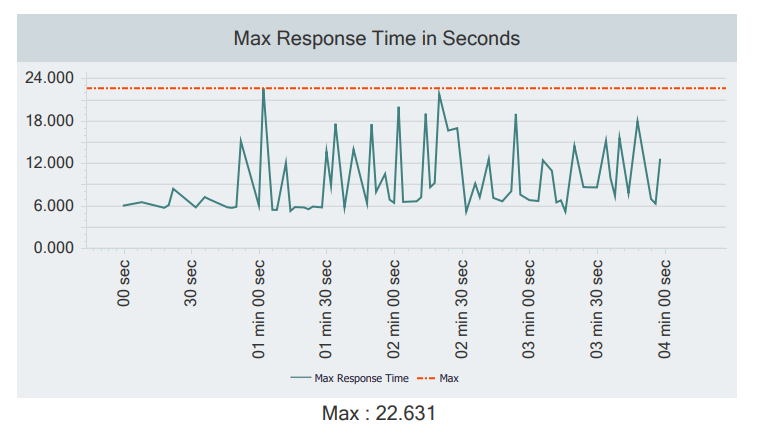 Max Response Time in Seconds
24.000
18.000
12.000
6.000
0.000
00 sec
30 sec
01 min 00 sec
01 min 30 sec
02 min 00 sec
02 min 30 sec
03 min 00 sec
03 min 30 sec
04 min 00 sec
Max Response Time
Max
Max : 22.631